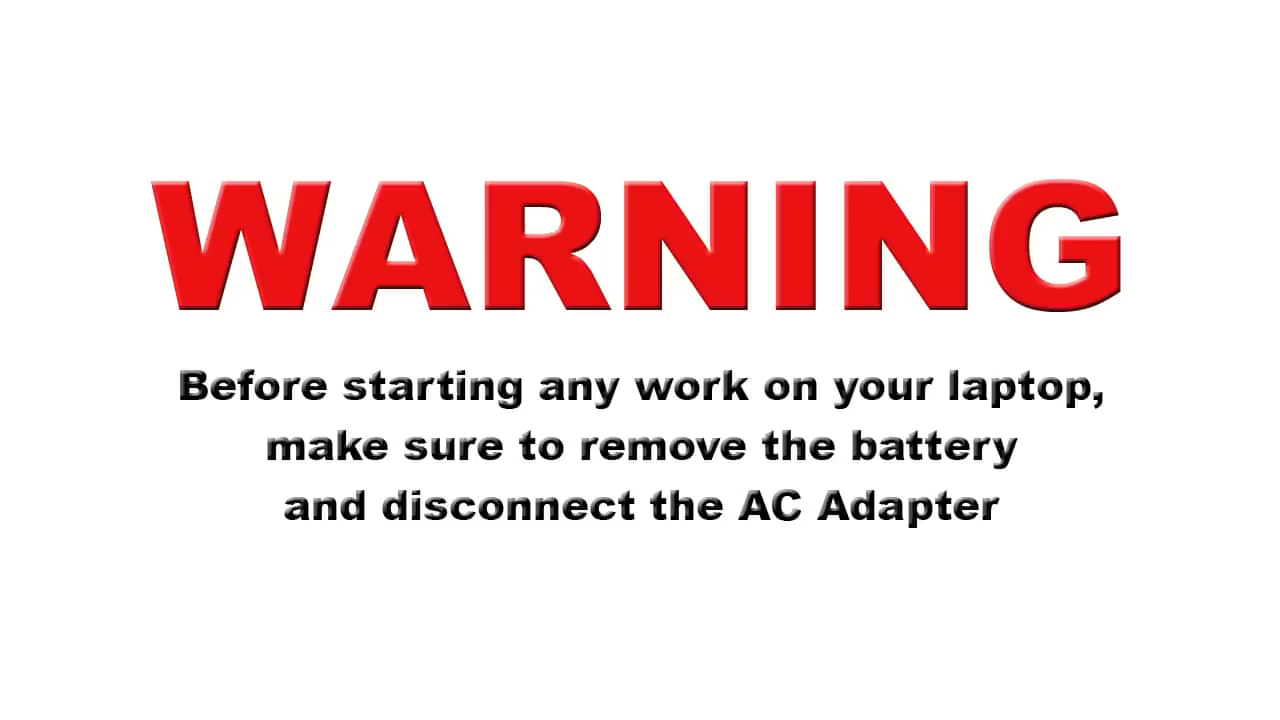 WARNING
Before starting any work on your laptop,
make sure to remove the battery
and disconnect the AC Adapter